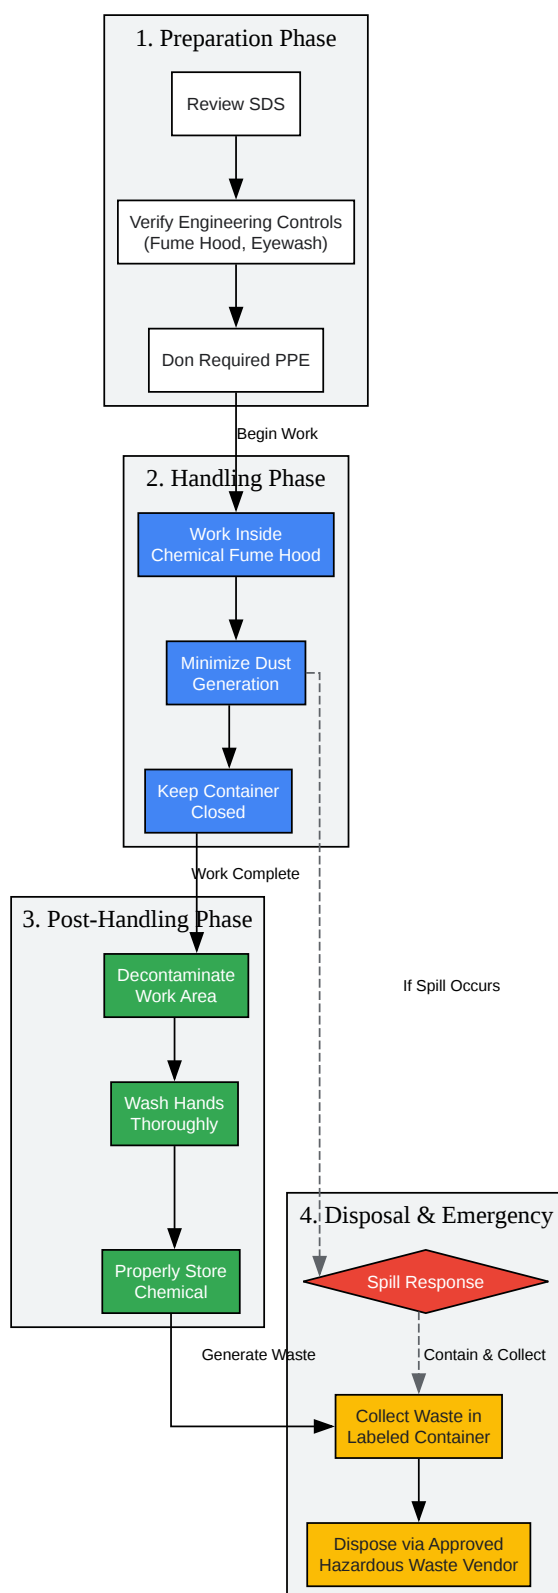 1. Preparation Phase
Review SDS
Verify Engineering Controls
(Fume Hood, Eyewash)
Don Required PPE
Begin Work
2. Handling Phase
Work Inside
Chemical Fume Hood
Minimize Dust
Generation
Keep Container
Closed
Work Complete
3. Post-Handling Phase
Decontaminate
Work Area
If Spill Occurs
Wash Hands
Thoroughly
4. Disposal & Emergency
Properly Store
Chemical
Spill Response
Generate Waste
Contain & Collect
Collect Waste in
Labeled Container
Dispose via Approved
Hazardous Waste Vendor